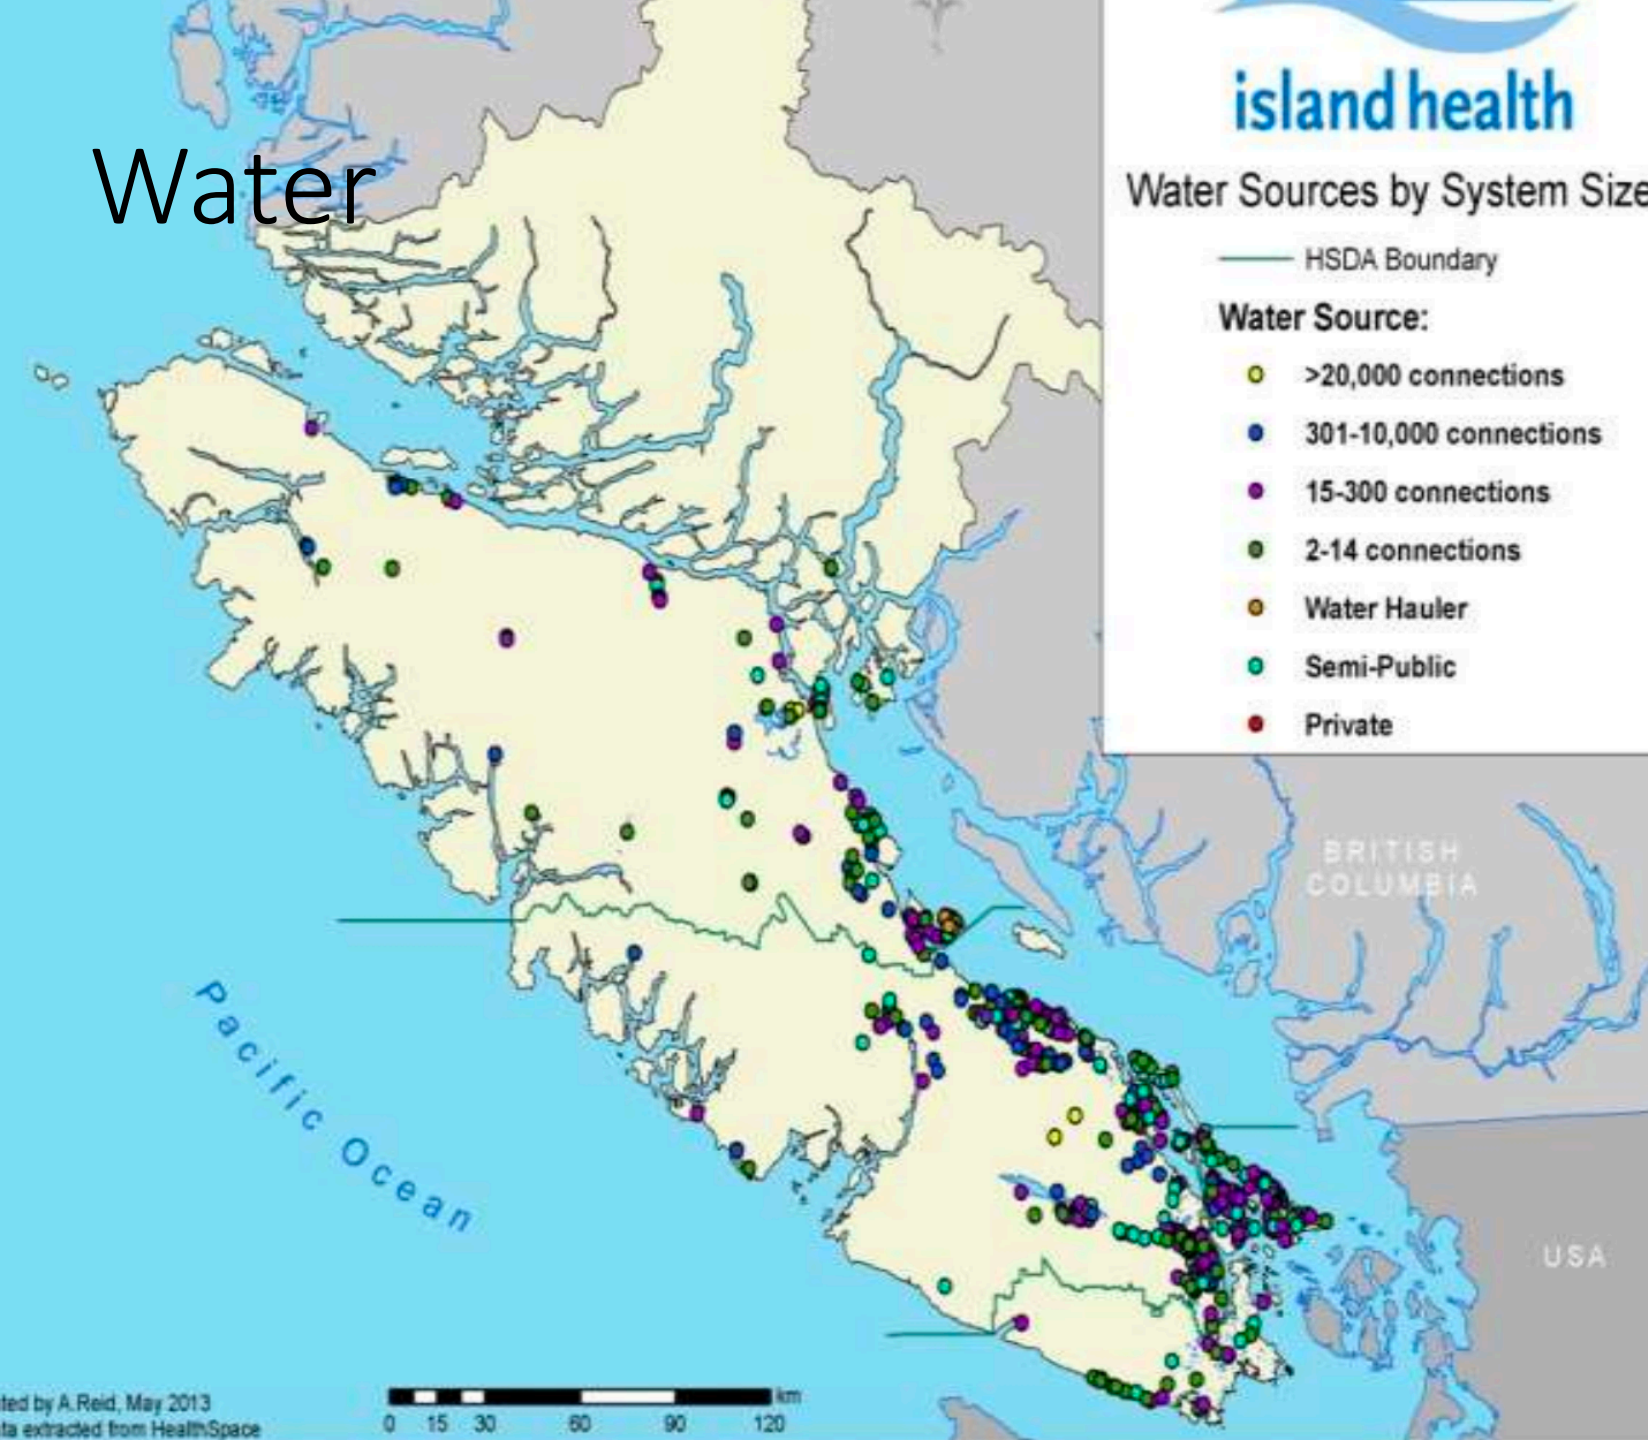 Water
island health
Water Sources by System Size
HSDA Boundary
Water Source:
>20,000 connections
301-10,000 connections
15-300 connections
2-14 connections
Water Hauler
Semi-Public
Private
BRITISH
COLUMBIA
Pacific Ocean
USA
km
0 15 30 60 90 120
ted by A.Reid, May 2013
ta extracted from HealthSpace